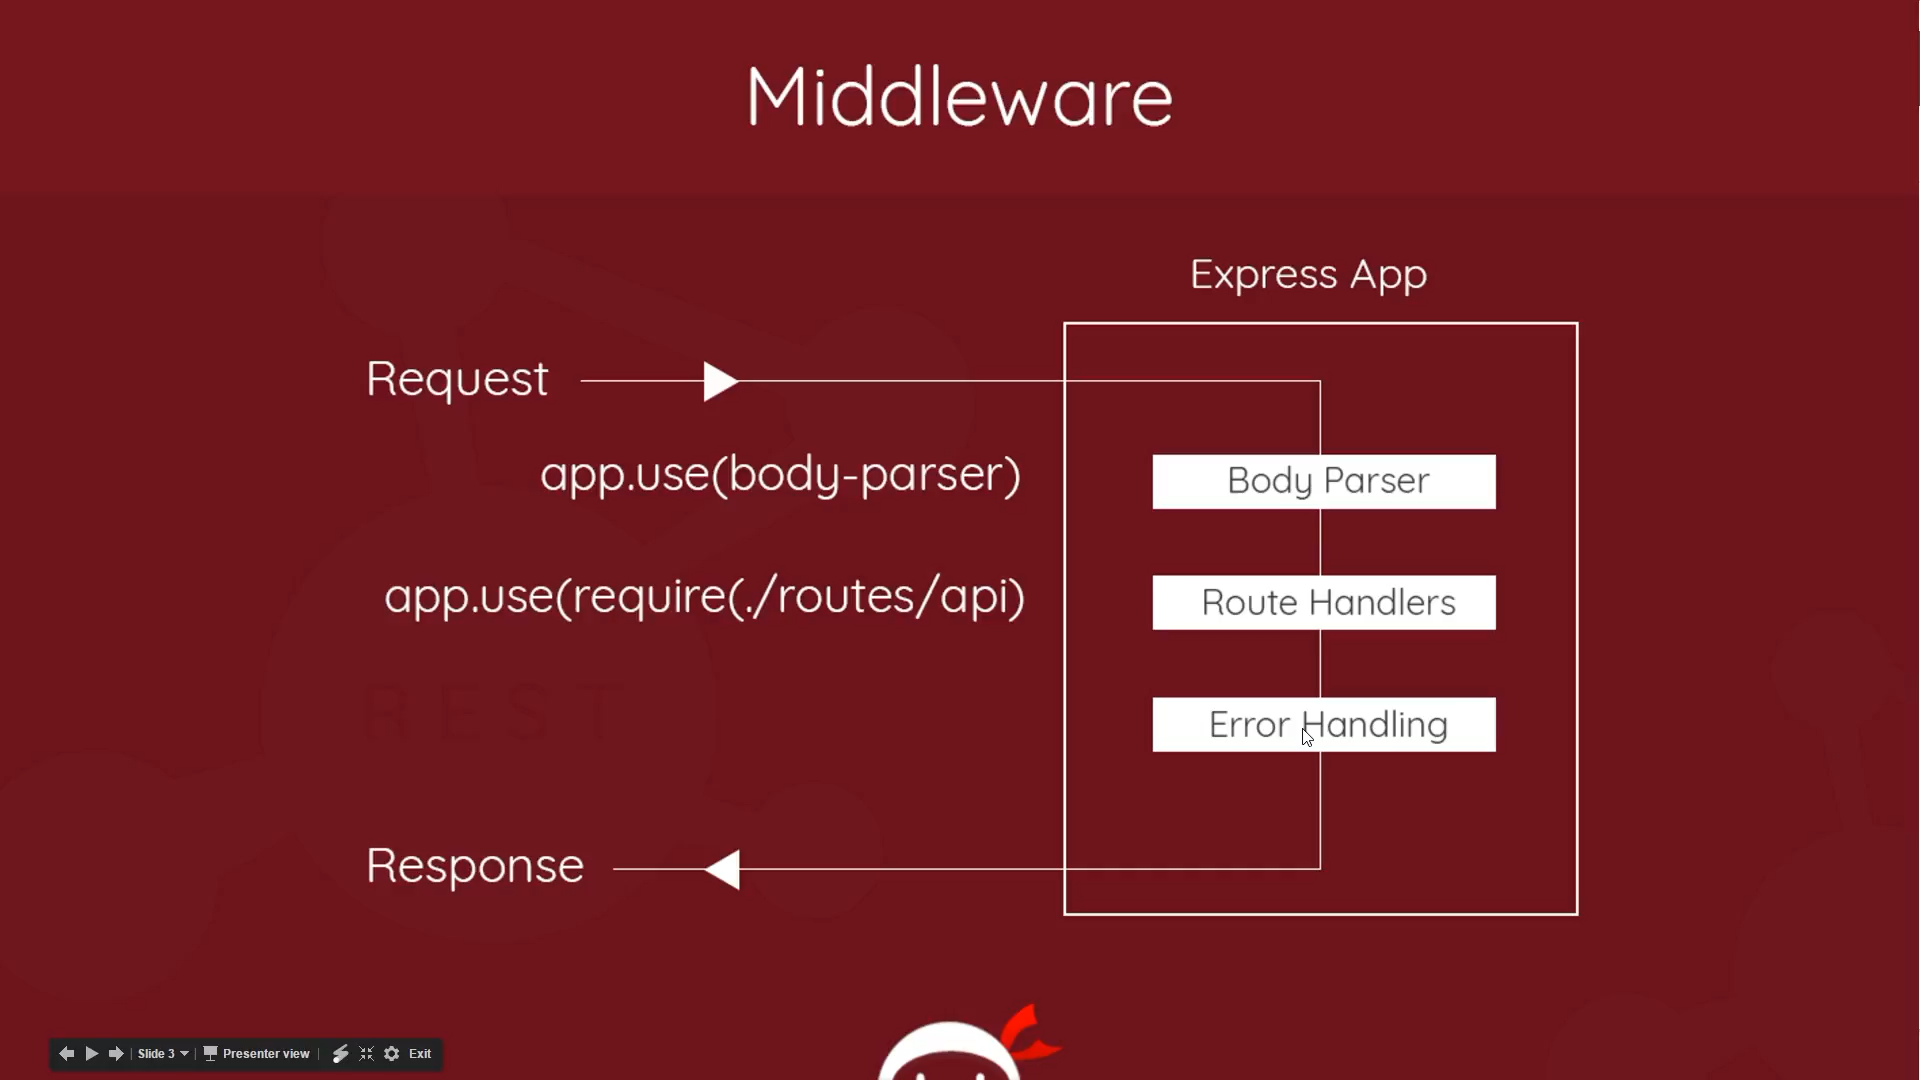 Middleware
Express App
Request
app.use(body-parser)
Body Parser
app.use(require(./routes/api)
Route Handlers
REST
Error Handling
Response
Slide 3
Presenter view
Exit